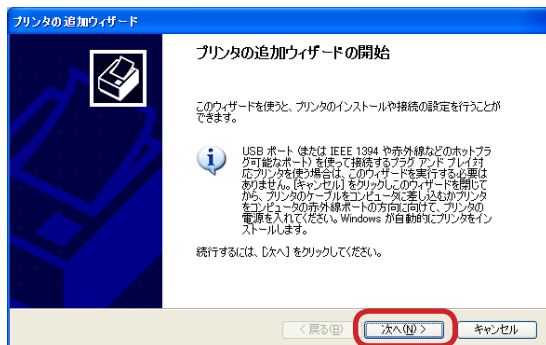 プリンタの追加ウィザード
プリンタの追加ウィザードの開始
このウィザードを使うと、プリンタのインストールや接続の設定を行うことが
できます。
USB ポート (または IEEE 1394 や赤外線などのホットプラ
グ可能なポート) を使って接続するプラグ アンド プレイ対
応プリンタを使う場合は、このウィザードを実行する必要は
ありません。[キャンセル] をクリックしこのウィザードを閉じて
から、プリンタのケーブルをコンピュータに差し込むかプリンタ
をコンピュータの赤外線ポートの方向に向けて、プリンタの
電源を入れてください。Windows が自動的にプリンタをイン
ストールします。
続行するには、[次へ] をクリックしてください。
< 戻る(B)
次へ(N) >
キャンセル